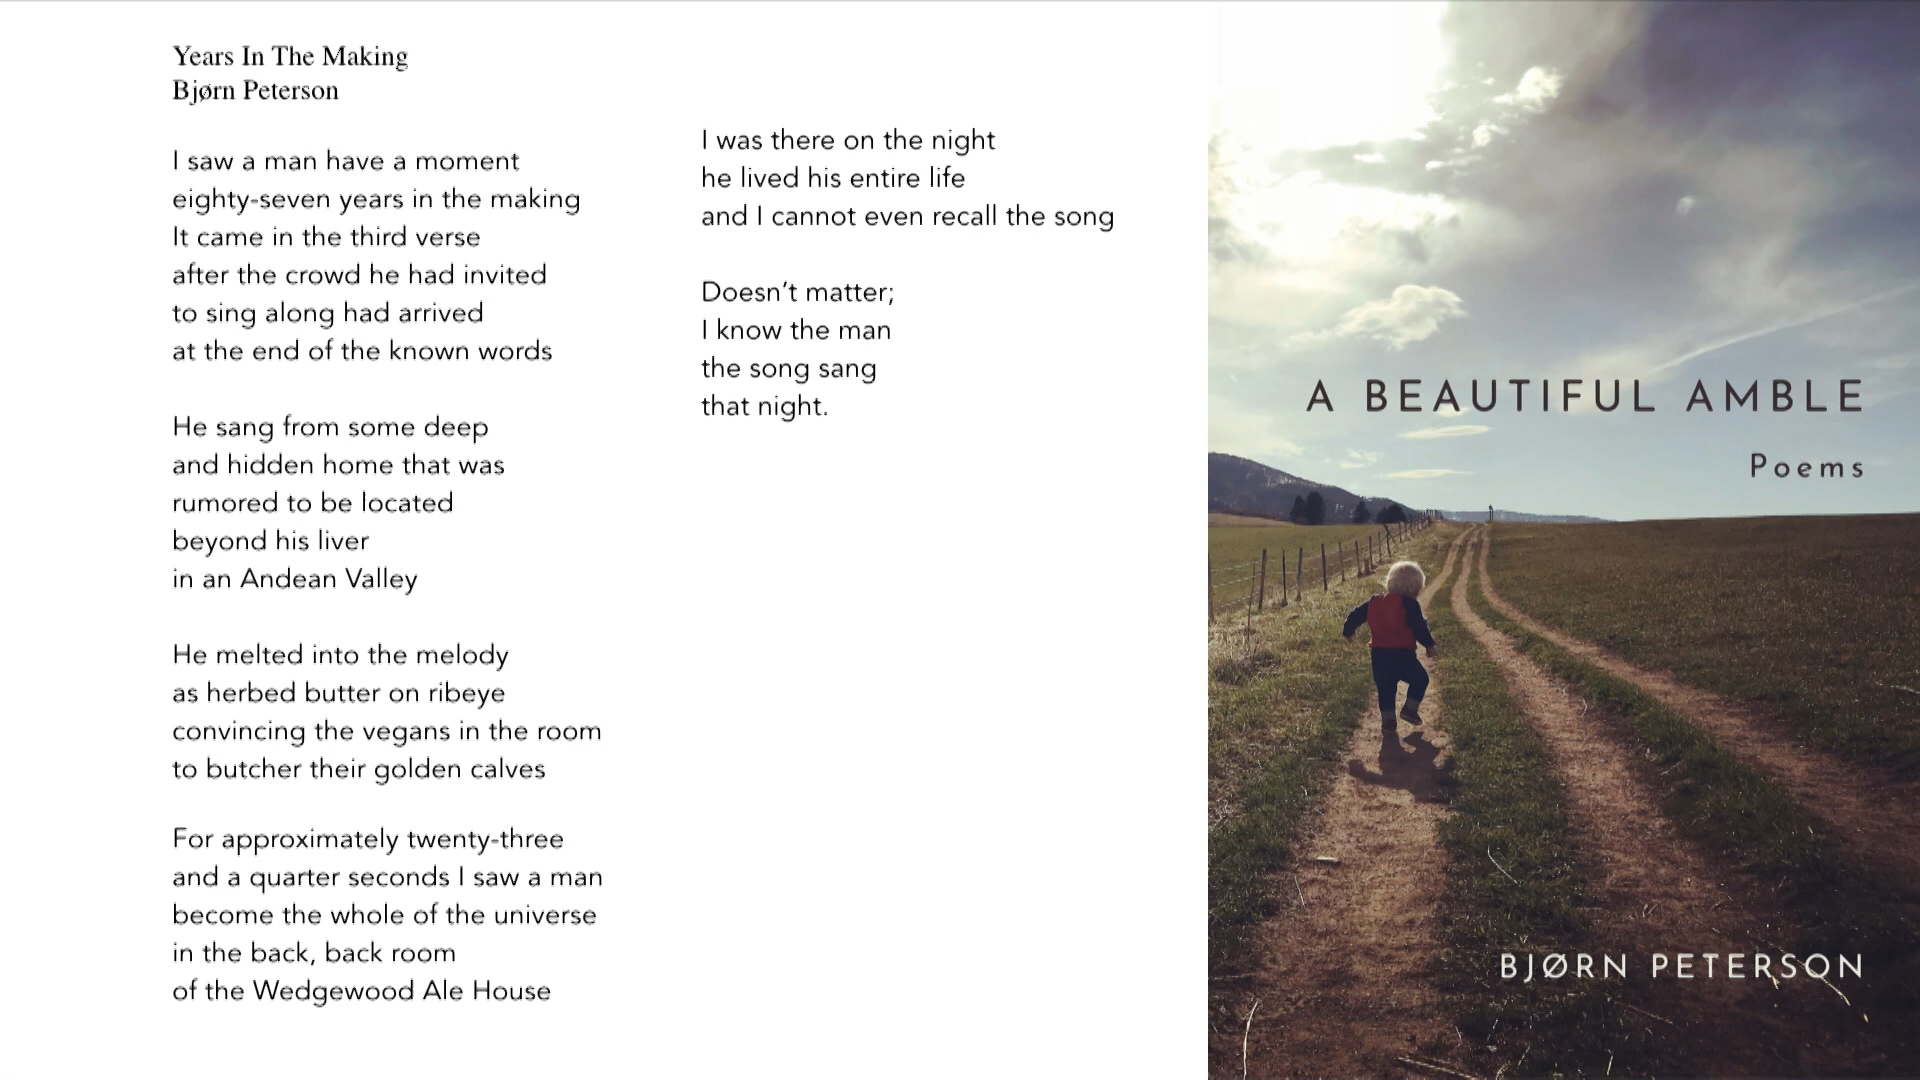 Years In The Making
Bjørn Peterson
I saw a man have a moment
eighty-seven years in the making
It came in the third verse
after the crowd he had invited
to sing along had arrived
at the end of the known words
He sang from some deep
and hidden home that was
rumored to be located
beyond his liver
in an Andean Valley
He melted into the melody
as herbed butter on ribeye
convincing the vegans in the room
to butcher their golden calves
For approximately twenty-three
and a quarter seconds I saw a man
become the whole of the universe
in the back, back room
of the Wedgewood Ale House
I was there on the night
he lived his entire life
and I cannot even recall the song
Doesn’t matter;
I know the man
the song sang
that night.
A BEAUTIFUL AMBLE
Poems
BJØRN PETERSON